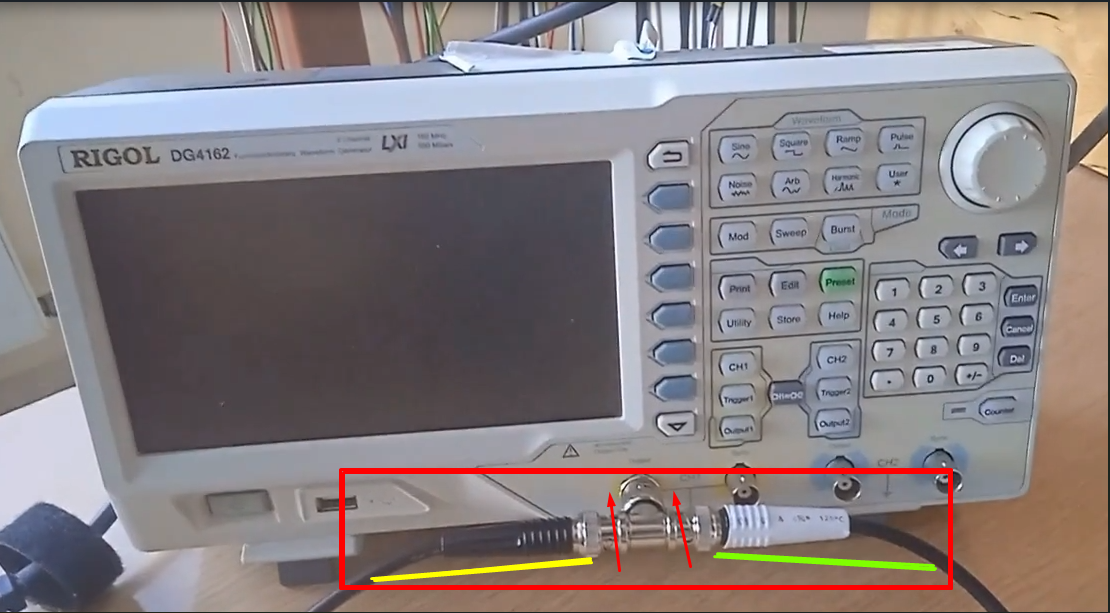 RIGOL DG4162
LXI
Waveform
Sine
Square
Ramp
Pulse
Noise
Arb
Harmonic
User
Mod
Sweep
Burst
Mode
Print
Edit
Preset
Utility
Store
Help
1
2
3
Enter
4
5
6
Cancel
7
8
9
Del
.
0
+/-
CH1
CH2
Trigger1
Trigger2
Output1
Output2
Counter
CH1
CH2